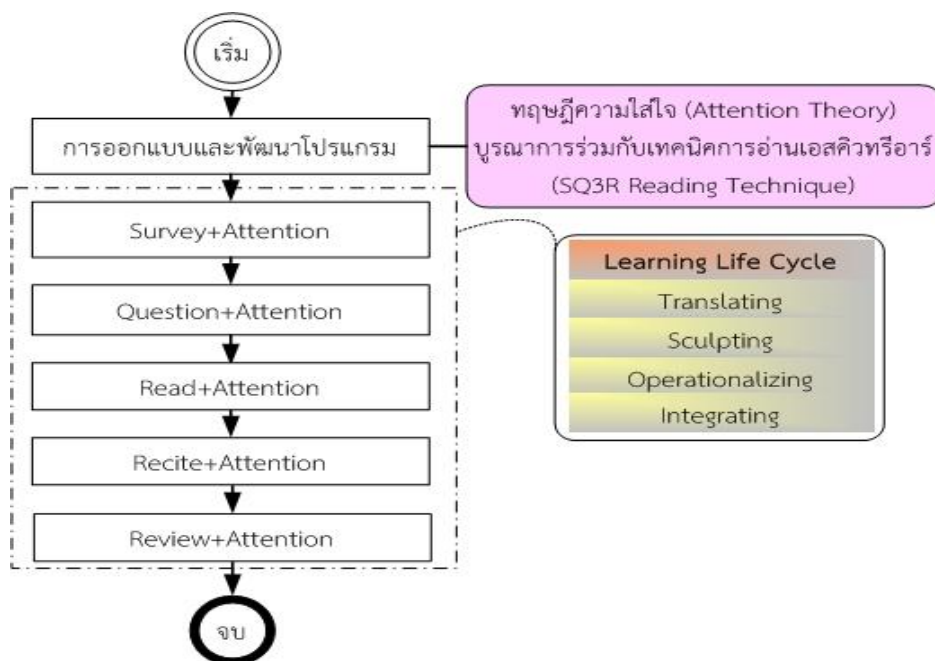 เริ่ม
การออกแบบและพัฒนาโปรแกรม
ทฤษฎีความใส่ใจ (Attention Theory)
บูรณาการร่วมกับเทคนิคการอ่านเอสคิวทรีอาร์
(SQ3R Reading Technique)
Survey+Attention
Question+Attention
Read+Attention
Recite+Attention
Review+Attention
Learning Life Cycle
Translating
Sculpting
Operationalizing
Integrating
จบ